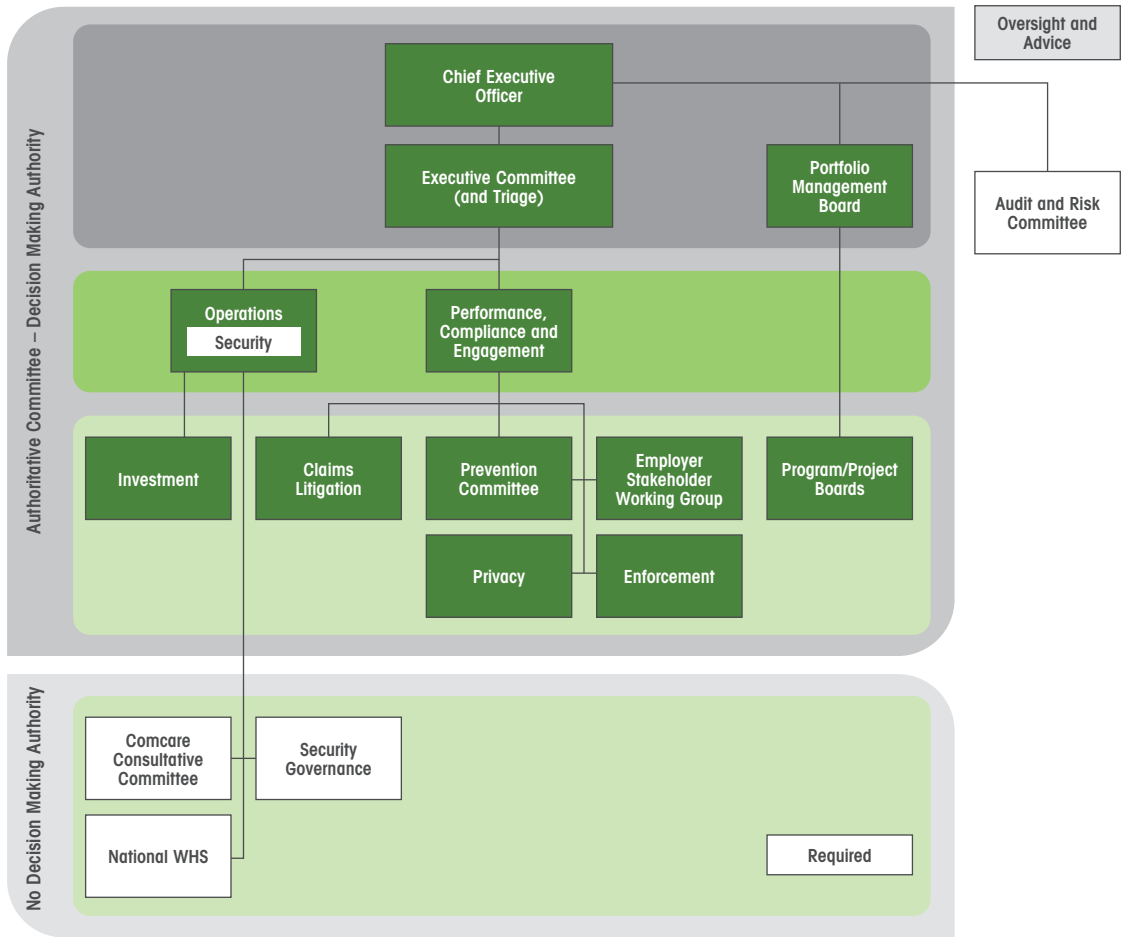 Oversight and
Advice
Authoritative Committee – Decision Making Authority
Chief Executive
Officer
Executive Committee
(and Triage)
Portfolio
Management
Board
Audit and Risk
Committee
Operations
Security
Performance,
Compliance and
Engagement
Investment
Claims
Litigation
Prevention
Committee
Employer
Stakeholder
Working Group
Program/Project
Boards
Privacy
Enforcement
No Decision Making Authority
Comcare
Consultative
Committee
Security
Governance
National WHS
Required